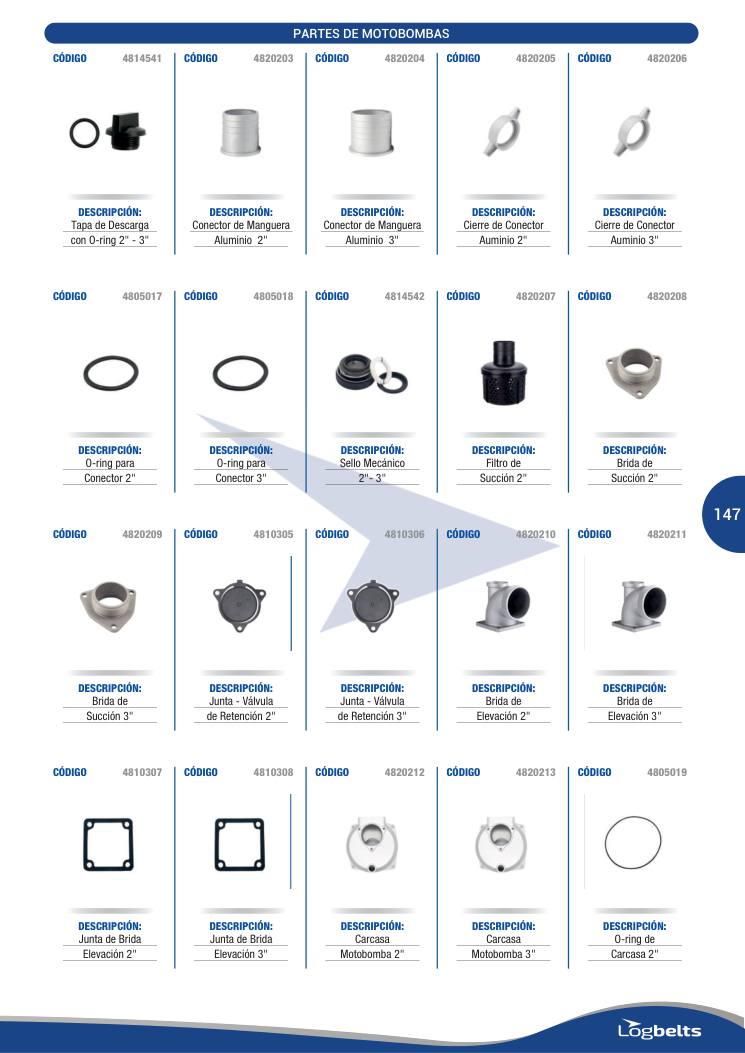 PARTES DE MOTOBOMBAS
CÓDIGO 4814541
DESCRIPCIÓN:
Tapa de Descarga
con O-ring 2" - 3"
CÓDIGO 4820203
DESCRIPCIÓN:
Conector de Manguera
Aluminio 2"
CÓDIGO 4820204
DESCRIPCIÓN:
Conector de Manguera
Aluminio 3"
CÓDIGO 4820205
DESCRIPCIÓN:
Cierre de Conector
Auminio 2"
CÓDIGO 4820206
DESCRIPCIÓN:
Cierre de Conector
Auminio 3"
CÓDIGO 4805017
DESCRIPCIÓN:
O-ring para
Conector 2"
CÓDIGO 4805018
DESCRIPCIÓN:
O-ring para
Conector 3"
CÓDIGO 4814542
DESCRIPCIÓN:
Sello Mecánico
2"- 3"
CÓDIGO 4820207
DESCRIPCIÓN:
Filtro de
Succión 2"
CÓDIGO 4820208
DESCRIPCIÓN:
Brida de
Succión 2"
147
CÓDIGO 4820209
DESCRIPCIÓN:
Brida de
Succión 3"
CÓDIGO 4810305
DESCRIPCIÓN:
Junta - Válvula
de Retención 2"
CÓDIGO 4810306
DESCRIPCIÓN:
Junta - Válvula
de Retención 3"
CÓDIGO 4820210
DESCRIPCIÓN:
Brida de
Elevación 2"
CÓDIGO 4820211
DESCRIPCIÓN:
Brida de
Elevación 3"
CÓDIGO 4810307
DESCRIPCIÓN:
Junta de Brida
Elevación 2"
CÓDIGO 4810308
DESCRIPCIÓN:
Junta de Brida
Elevación 3"
CÓDIGO 4820212
DESCRIPCIÓN:
Carcasa
Motobomba 2"
CÓDIGO 4820213
DESCRIPCIÓN:
Carcasa
Motobomba 3"
CÓDIGO 4805019
DESCRIPCIÓN:
O-ring de
Carcasa 2"
Logbelts